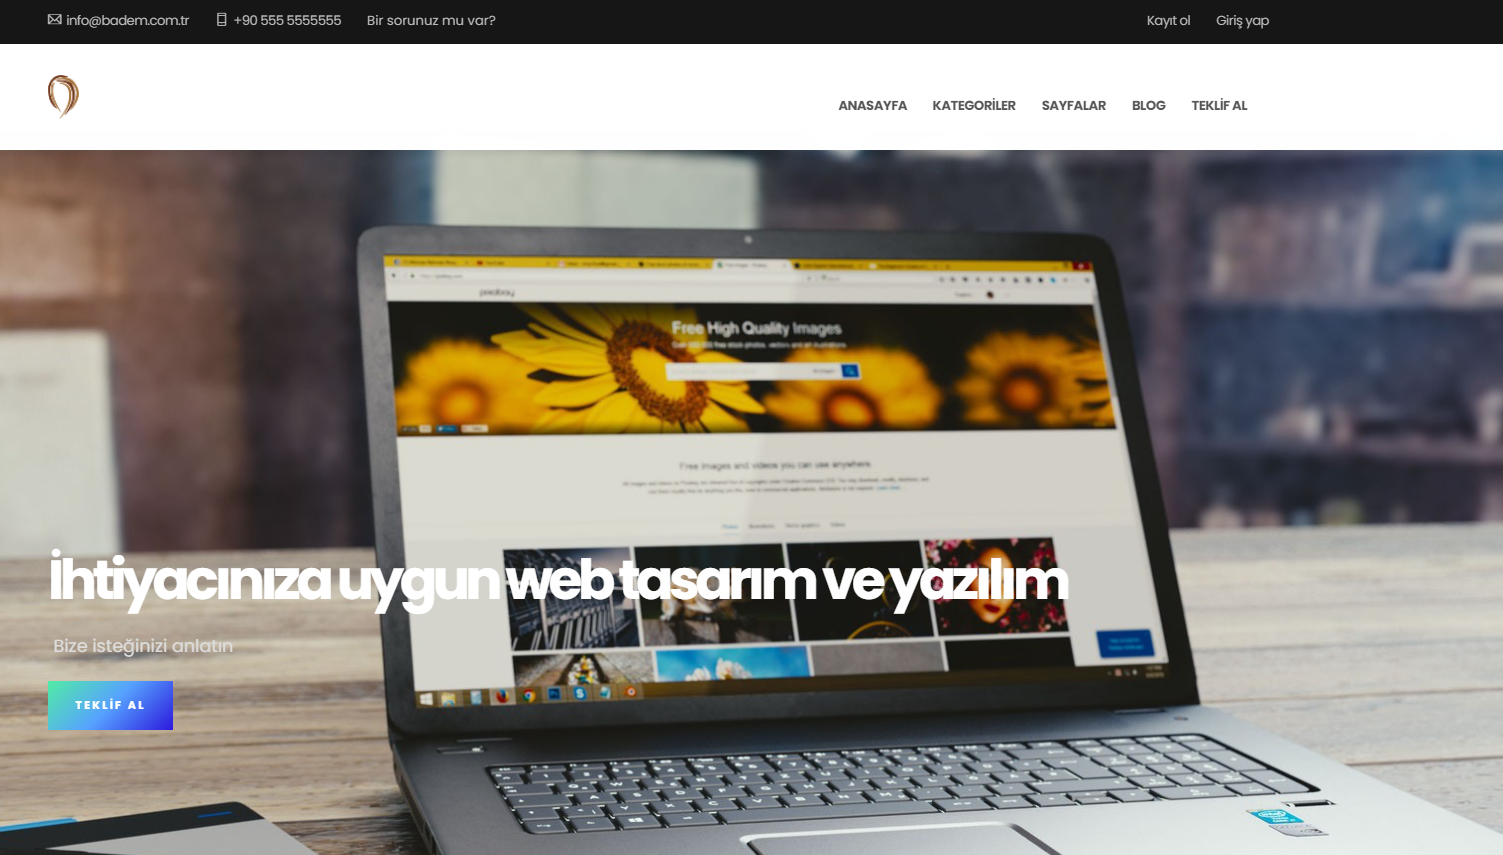 info@badem.com.tr +90 555 5555555 Bir sorunuz mu var? Kayıt ol Giriş yap
ANASAYFA KATEGORİLER SAYFALAR BLOG TEKLİF AL
pixabay
Free High Quality Images
Free images and videos you can use anywhere
İhtiyacınıza uygun web tasarım ve yazılım
Bize isteğinizi anlatın
TEKLİF AL